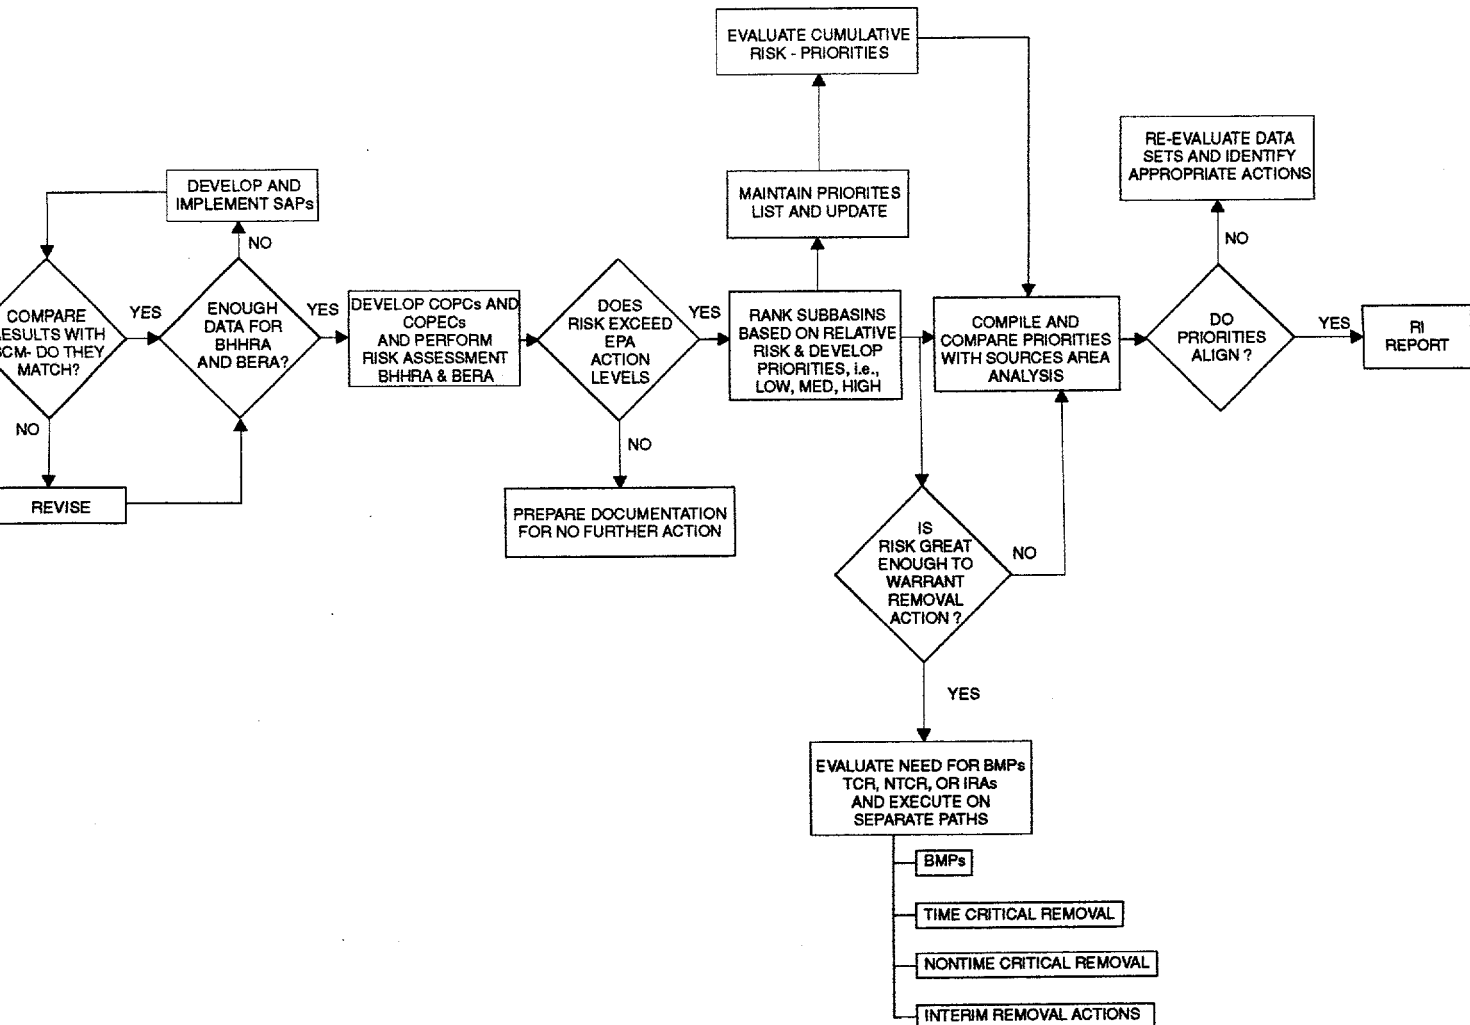 EVALUATE CUMULATIVE
RISK - PRIORITIES
RE-EVALUATE DATA
SETS AND IDENTIFY
APPROPRIATE ACTIONS
DEVELOP AND
IMPLEMENT SAPs
MAINTAIN PRIORITES
LIST AND UPDATE
NO
NO
COMPARE
RESULTS WITH
SCM- DO THEY
MATCH?
YES
ENOUGH
DATA FOR
BHHRA
AND BERA?
YES
DEVELOP COPCs AND
COPECs
AND PERFORM
RISK ASSESSMENT
BHHRA & BERA
DOES
RISK EXCEED
EPA
ACTION
LEVELS
YES
RANK SUBBASINS
BASED ON RELATIVE
RISK & DEVELOP
PRIORITIES, i.e.,
LOW, MED, HIGH
COMPILE AND
COMPARE PRIORITIES
WITH SOURCES AREA
ANALYSIS
DO
PRIORITIES
ALIGN ?
YES
RI
REPORT
NO
NO
REVISE
PREPARE DOCUMENTATION
FOR NO FURTHER ACTION
IS
RISK GREAT
ENOUGH TO
WARRANT
REMOVAL
ACTION ?
NO
YES
EVALUATE NEED FOR BMPs
TCR, NTCR, OR IRAs
AND EXECUTE ON
SEPARATE PATHS
BMPs
TIME CRITICAL REMOVAL
NONTIME CRITICAL REMOVAL
INTERIM REMOVAL ACTIONS